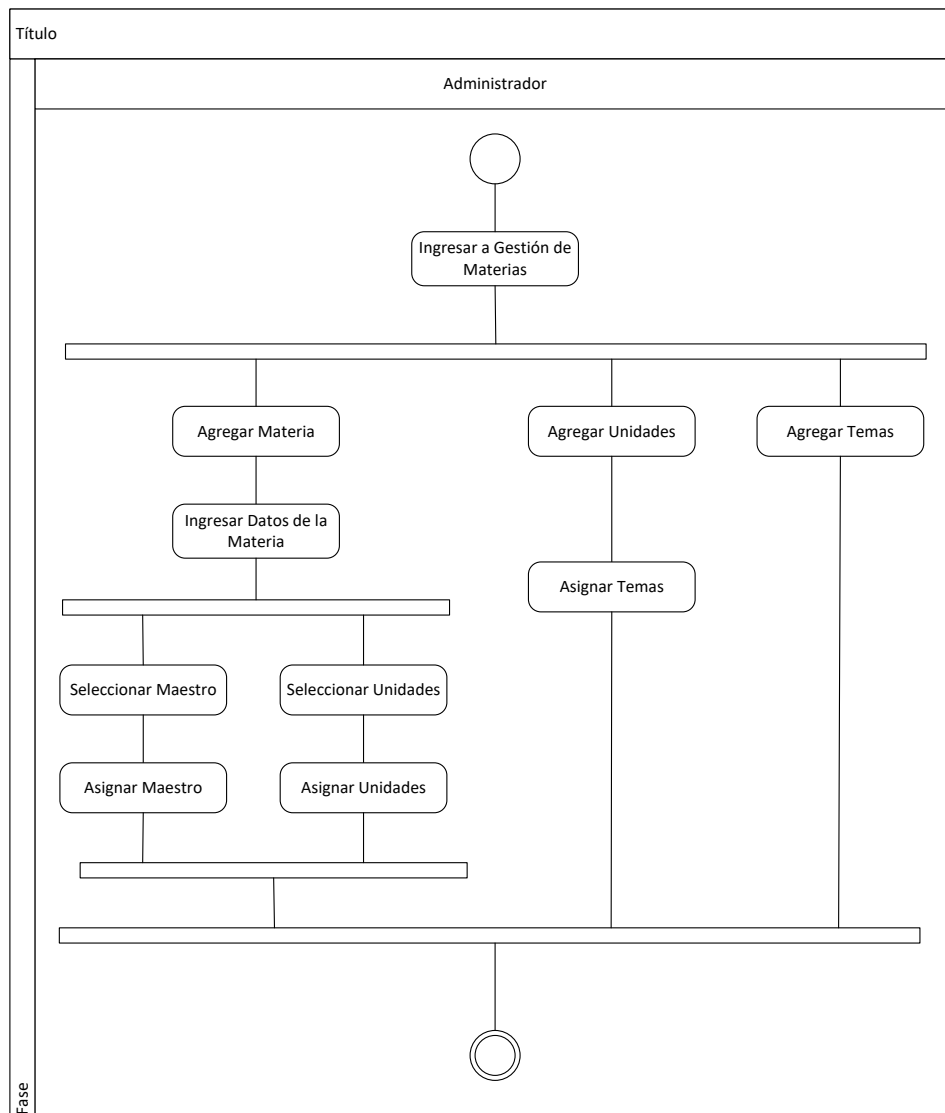 Título
Administrador
Ingresar a Gestión de
Materias
Agregar Materia
Agregar Unidades
Agregar Temas
Ingresar Datos de la
Materia
Asignar Temas
Seleccionar Maestro
Seleccionar Unidades
Asignar Maestro
Asignar Unidades
Fase